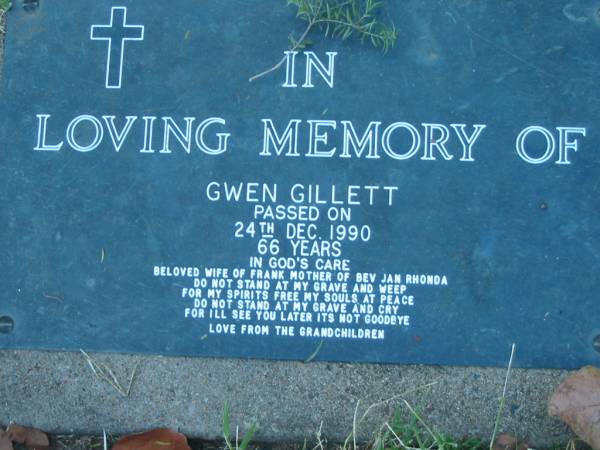 IN
LOVING MEMORY OF
GWEN GILLETT
PASSED ON
24TH DEC. 1990
66 YEARS
IN GOD'S CARE
BELOVED WIFE OF FRANK MOTHER OF BEV JAN RHONDA
DO NOT STAND AT MY GRAVE AND WEEP
FOR MY SPIRITS FREE MY SOULS AT PEACE
DO NOT STAND AT MY GRAVE AND CRY
FOR ILL SEE YOU LATER ITS NOT GOODBYE
LOVE FROM THE GRANDCHILDREN